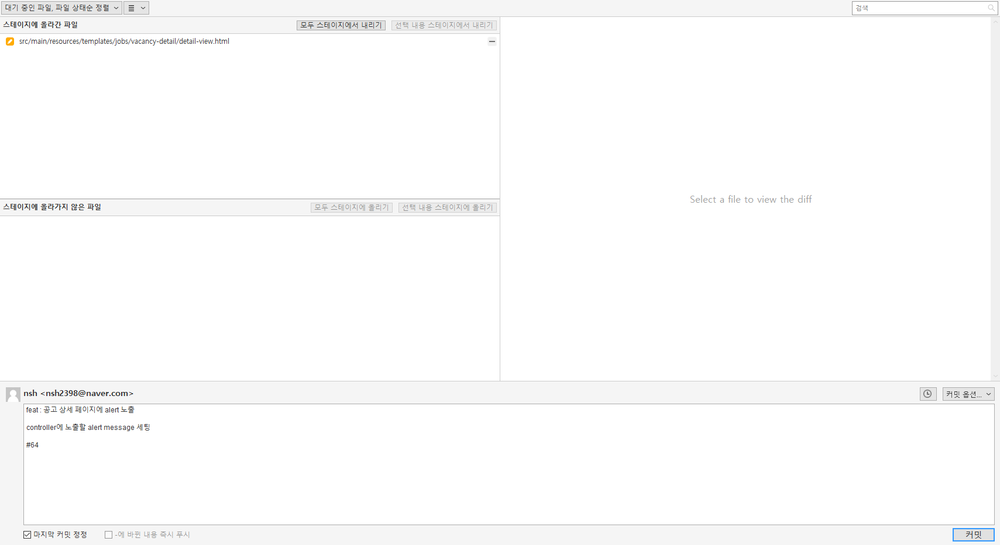 대기 중인 파일, 파일 상태순 정렬
검색
스테이지에 올라간 파일
모두 스테이지에서 내리기
선택 내용 스테이지에서 내리기
src/main/resources/templates/jobs/vacancy-detail/detail-view.html
스테이지에 올라가지 않은 파일
모두 스테이지에 올리기
선택 내용 스테이지에 올리기
Select a file to view the diff
nsh <nsh2398@naver.com>
커밋 옵션...
feat : 공고 상세 페이지에 alert 노출
controller에 노출할 alert message 세팅
#64
마지막 커밋 정정
-에 바뀐 내용 즉시 푸시
커밋